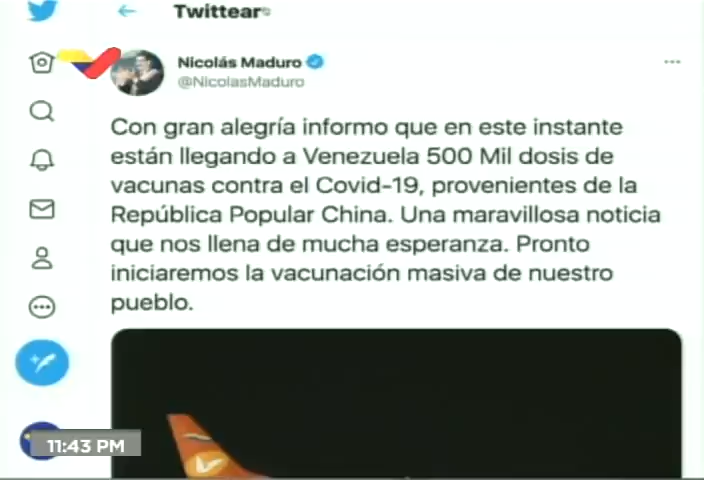 Twittear
Nicolás Maduro
@NicolasMaduro
Con gran alegría informo que en este instante
están llegando a Venezuela 500 Mil dosis de
vacunas contra el Covid-19, provenientes de la
República Popular China. Una maravillosa noticia
que nos llena de mucha esperanza. Pronto
iniciaremos la vacunación masiva de nuestro
pueblo.
11:43 PM